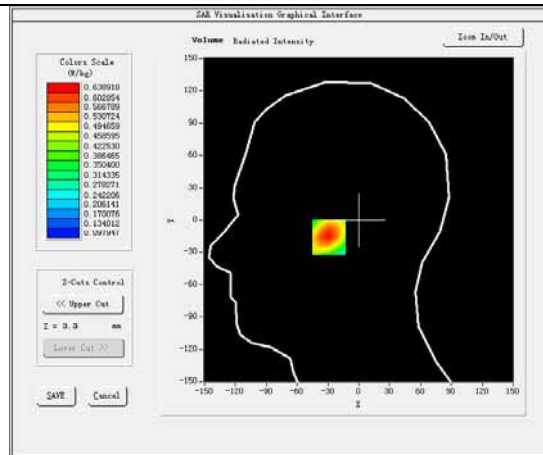 SAR Visualisation Graphical Interface
Volume Radiated Intensity
Zoom In/Out
Colors Scale
(W/kg)
0.638918
0.602854
0.566789
0.530724
0.494659
0.458595
0.422530
0.386465
0.350400
0.314335
0.278271
0.242206
0.206141
0.170076
0.134012
0.097947
Z-Cuts Control
<< Upper Cut
Z = 3.3 mm
Lower Cut >>
SAVE Cancel
150
120
90
60
30
0
-30
-60
-90
-120
-150
Y
-150 -120 -90 -60 -30 0 30 60 90 120 150
X